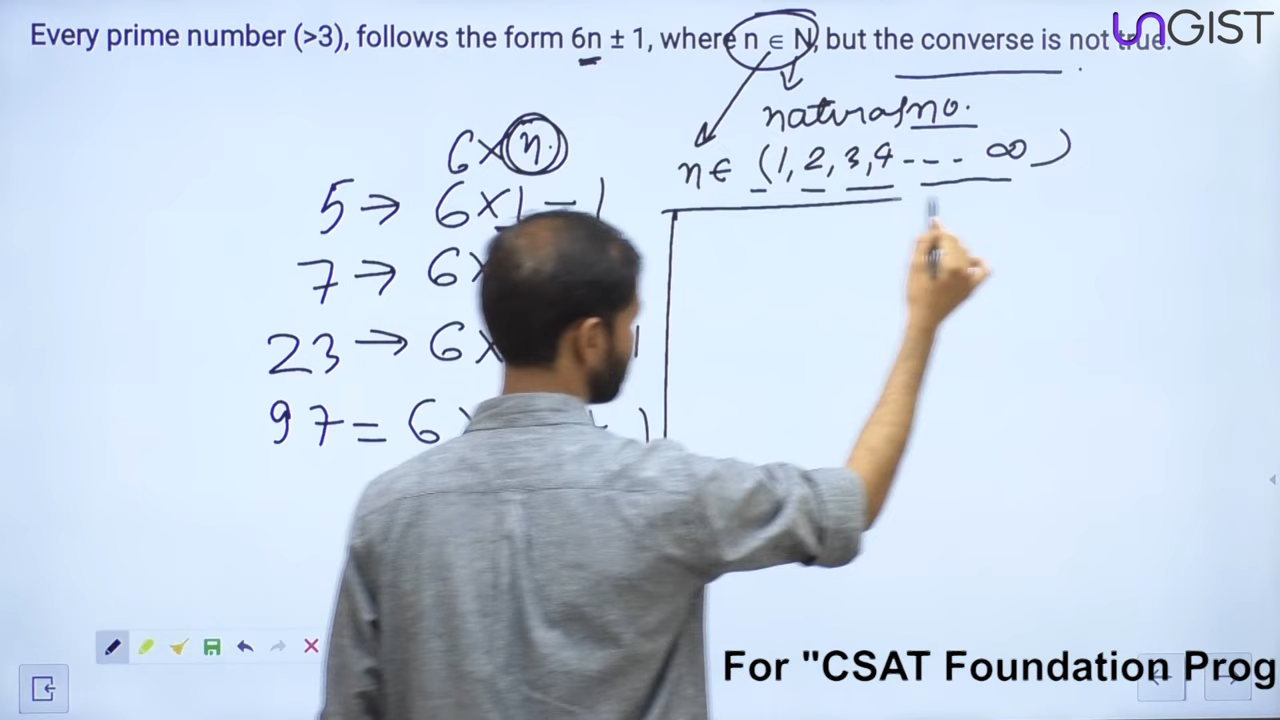 Every prime number (>3), follows the form 6n ± 1, where n ∈ N, but the converse is not true.
UNGIST
natural no.
6×n.
n∈ (1, 2, 3, 4 --- ∞)
5 → 6×1-1
7 → 6×
23 → 6× 1
97 = 6 1
For "CSAT Foundation Prog